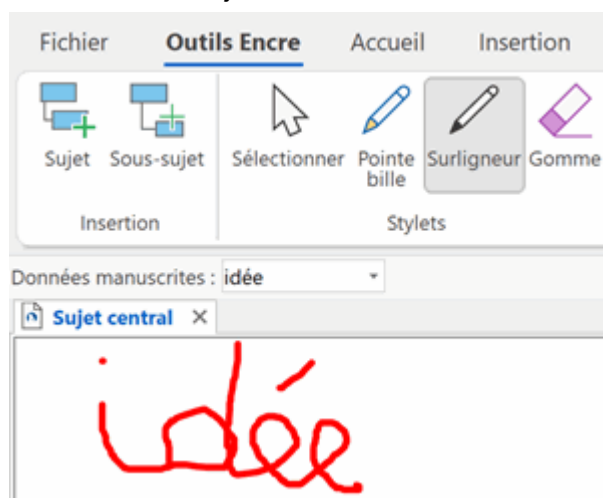 Fichier Outils Encre Accueil Insertion
Sujet Sous-sujet Sélectionner Pointe bille Surligneur Gomme
Insertion Stylets
Données manuscrites : idée
Sujet central
idée